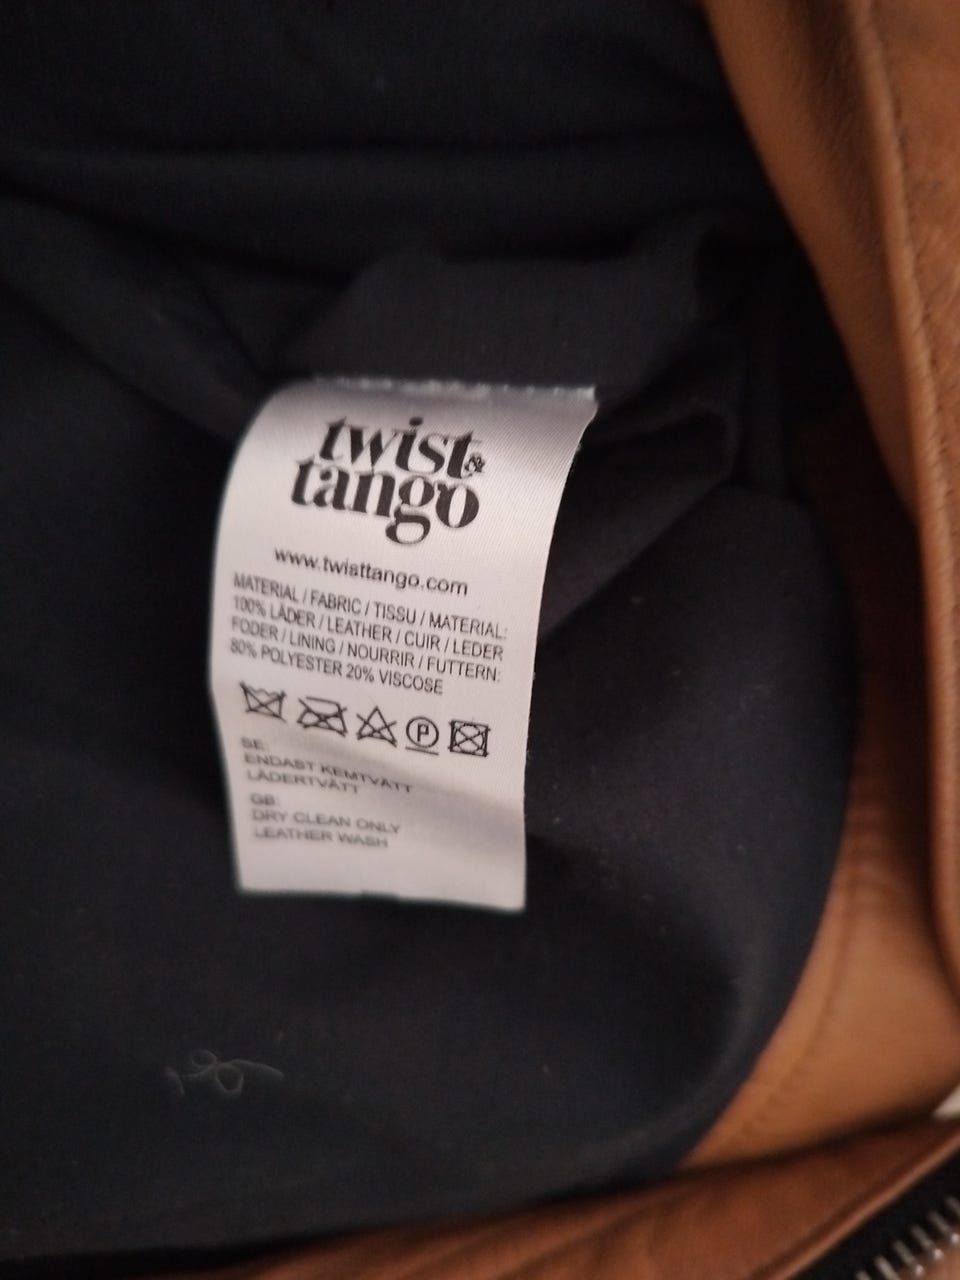 twist &
tango
www.twisttango.com
MATERIAL / FABRIC / TISSU / MATERIAL:
100% LÄDER / LEATHER / CUIR / LEDER
FODER / LINING / NOURRIR / FUTTERN:
80% POLYESTER 20% VISCOSE
P
SE:
ENDAST KEMTVÄTT
LÄDERTVÄTT
GB:
DRY CLEAN ONLY
LEATHER WASH